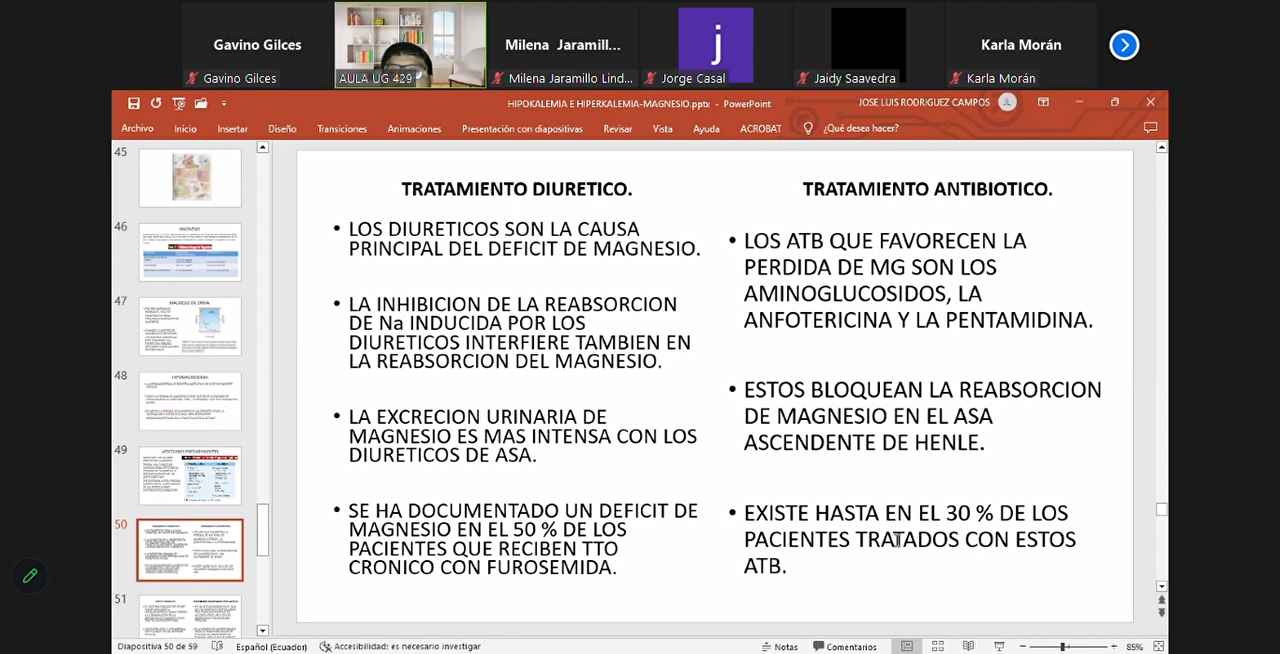 Gavino Gilces
Milena Jaramill...
j
Karla Morán
Gavino Gilces
AULA UG 429
Milena Jaramillo Lind...
Jorge Casal
Jaidy Saavedra
Karla Morán
HIPOKALEMIA E HIPERKALEMIA-MAGNESIO.pptx - PowerPoint
JOSE LUIS RODRIGUEZ CAMPOS
JL
Archivo
Inicio
Insertar
Diseño
Transiciones
Animaciones
Presentación con diapositivas
Revisar
Vista
Ayuda
ACROBAT
¿Qué desea hacer?
45
46
47
48
49
50
51
TRATAMIENTO DIURETICO.
• LOS DIURETICOS SON LA CAUSA
PRINCIPAL DEL DEFICIT DE MAGNESIO.
• LA INHIBICION DE LA REABSORCION
DE Na INDUCIDA POR LOS
DIURETICOS INTERFIERE TAMBIEN EN
LA REABSORCION DEL MAGNESIO.
• LA EXCRECION URINARIA DE
MAGNESIO ES MAS INTENSA CON LOS
DIURETICOS DE ASA.
• SE HA DOCUMENTADO UN DEFICIT DE
MAGNESIO EN EL 50 % DE LOS
PACIENTES QUE RECIBEN TTO
CRONICO CON FUROSEMIDA.
TRATAMIENTO ANTIBIOTICO.
• LOS ATB QUE FAVORECEN LA
PERDIDA DE MG SON LOS
AMINOGLUCOSIDOS, LA
ANFOTERICINA Y LA PENTAMIDINA.
• ESTOS BLOQUEAN LA REABSORCION
DE MAGNESIO EN EL ASA
ASCENDENTE DE HENLE.
• EXISTE HASTA EN EL 30 % DE LOS
PACIENTES TRATADOS CON ESTOS
ATB.
Diapositiva 50 de 59
Español (Ecuador)
Accesibilidad: es necesario investigar
Notas
Comentarios
85%